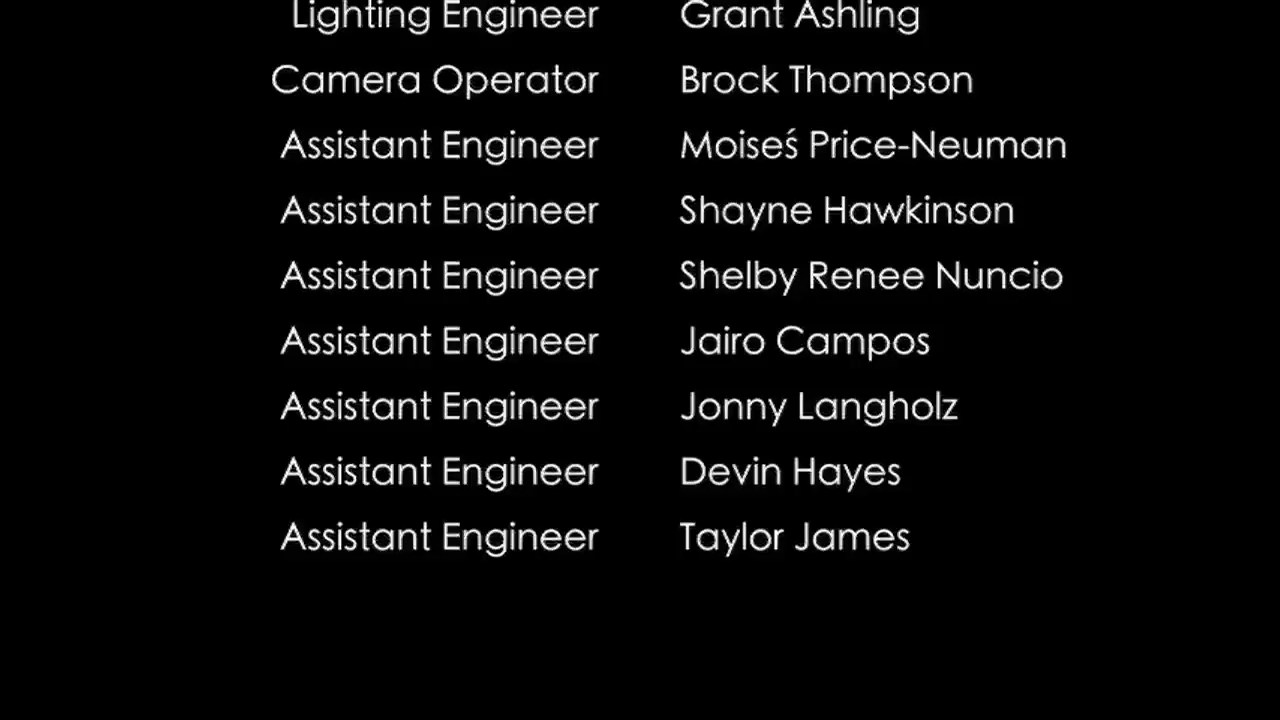 Lighting Engineer Grant Ashling
Camera Operator Brock Thompson
Assistant Engineer Moiseś Price-Neuman
Assistant Engineer Shayne Hawkinson
Assistant Engineer Shelby Renee Nuncio
Assistant Engineer Jairo Campos
Assistant Engineer Jonny Langholz
Assistant Engineer Devin Hayes
Assistant Engineer Taylor James